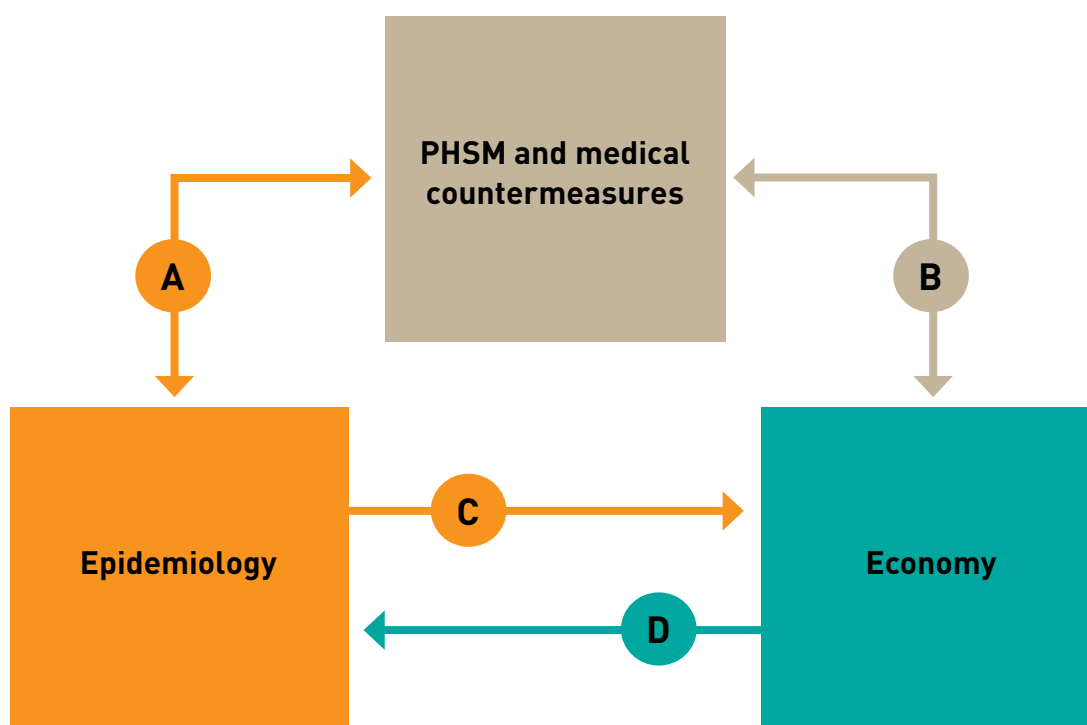 PHSM and medical
countermeasures
A
B
C
Epidemiology
Economy
D